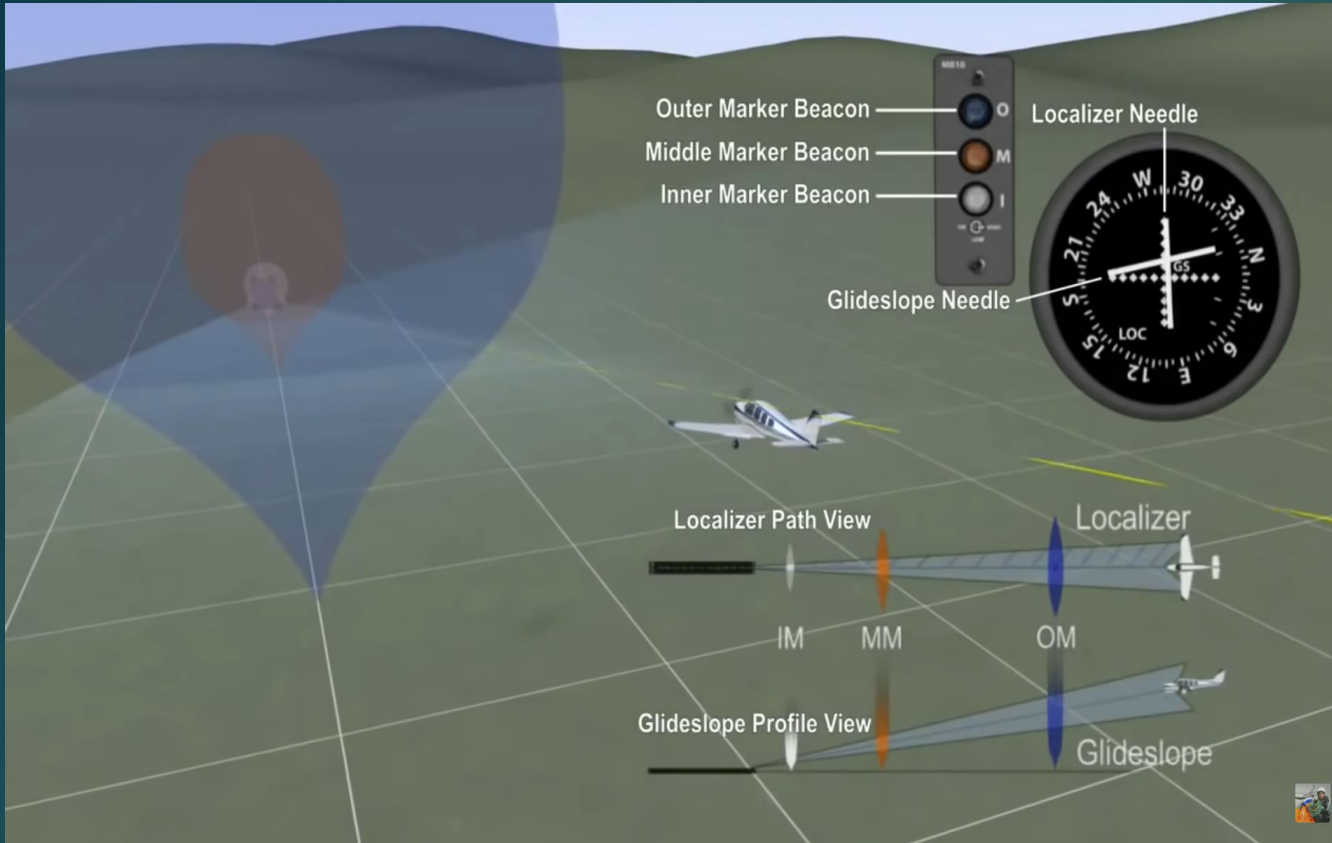 MB10
Outer Marker Beacon
O
Localizer Needle
Middle Marker Beacon
M
Inner Marker Beacon
I
LOW
W
30
33
N
3
6
E
12
15
S
21
24
GS
LOC
Glideslope Needle
Localizer Path View
Localizer
IM
MM
OM
Glideslope Profile View
Glideslope